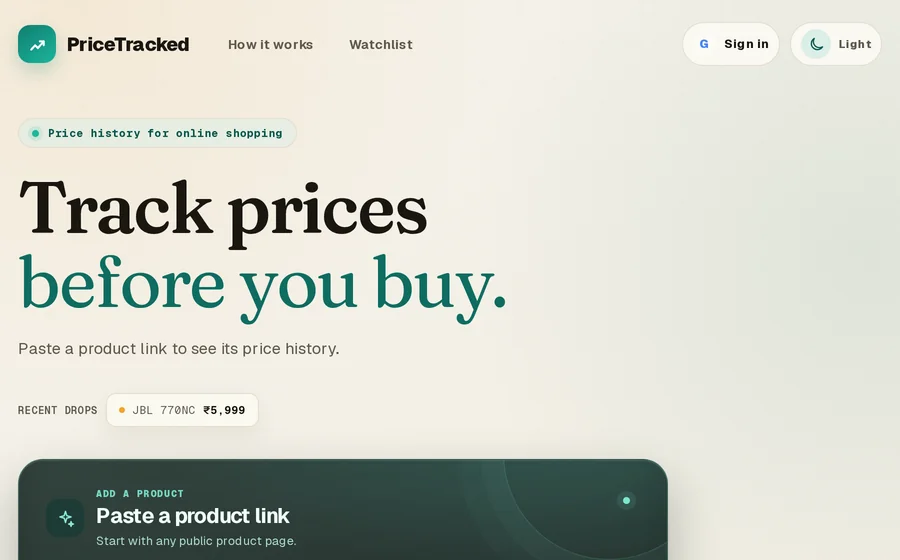 PriceTracked
How it works
Watchlist
G Sign in
Light
Price history for online shopping
Track prices
before you buy.
Paste a product link to see its price history.
RECENT DROPS
JBL 770NC ₹5,999
ADD A PRODUCT
Paste a product link
Start with any public product page.